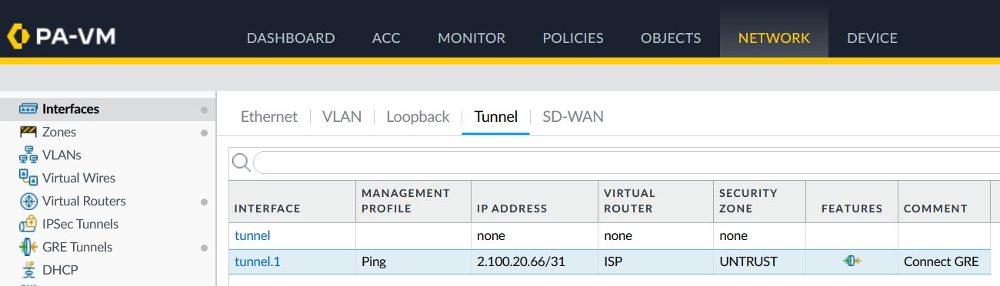 PA-VM
DASHBOARD ACC MONITOR POLICIES OBJECTS NETWORK DEVICE
Interfaces
Zones
VLANs
Virtual Wires
Virtual Routers
IPSec Tunnels
GRE Tunnels
DHCP
Ethernet VLAN Loopback Tunnel SD-WAN
INTERFACE MANAGEMENT PROFILE IP ADDRESS VIRTUAL ROUTER SECURITY ZONE FEATURES COMMENT
tunnel none none none
tunnel.1 Ping 2.100.20.66/31 ISP UNTRUST Connect GRE